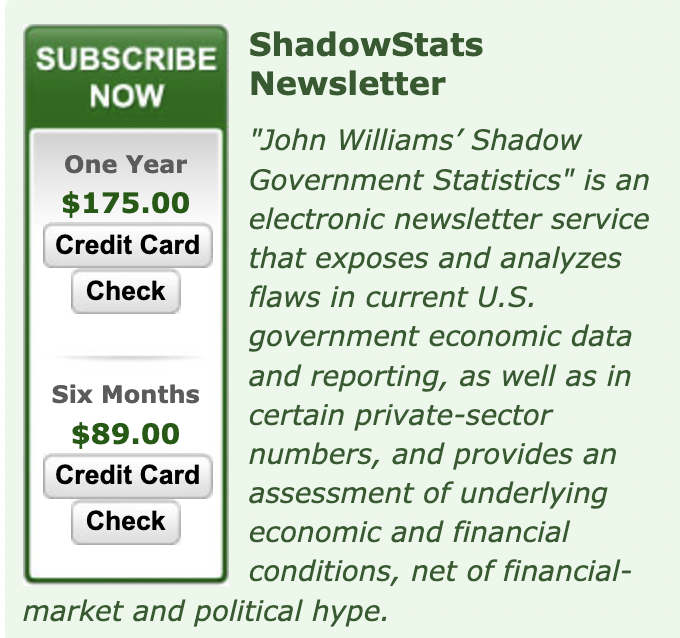 SUBSCRIBE
NOW
One Year
$175.00
Credit Card
Check
Six Months
$89.00
Credit Card
Check
ShadowStats
Newsletter
"John Williams’ Shadow
Government Statistics" is an
electronic newsletter service
that exposes and analyzes
flaws in current U.S.
government economic data
and reporting, as well as in
certain private-sector
numbers, and provides an
assessment of underlying
economic and financial
conditions, net of financial-
market and political hype.